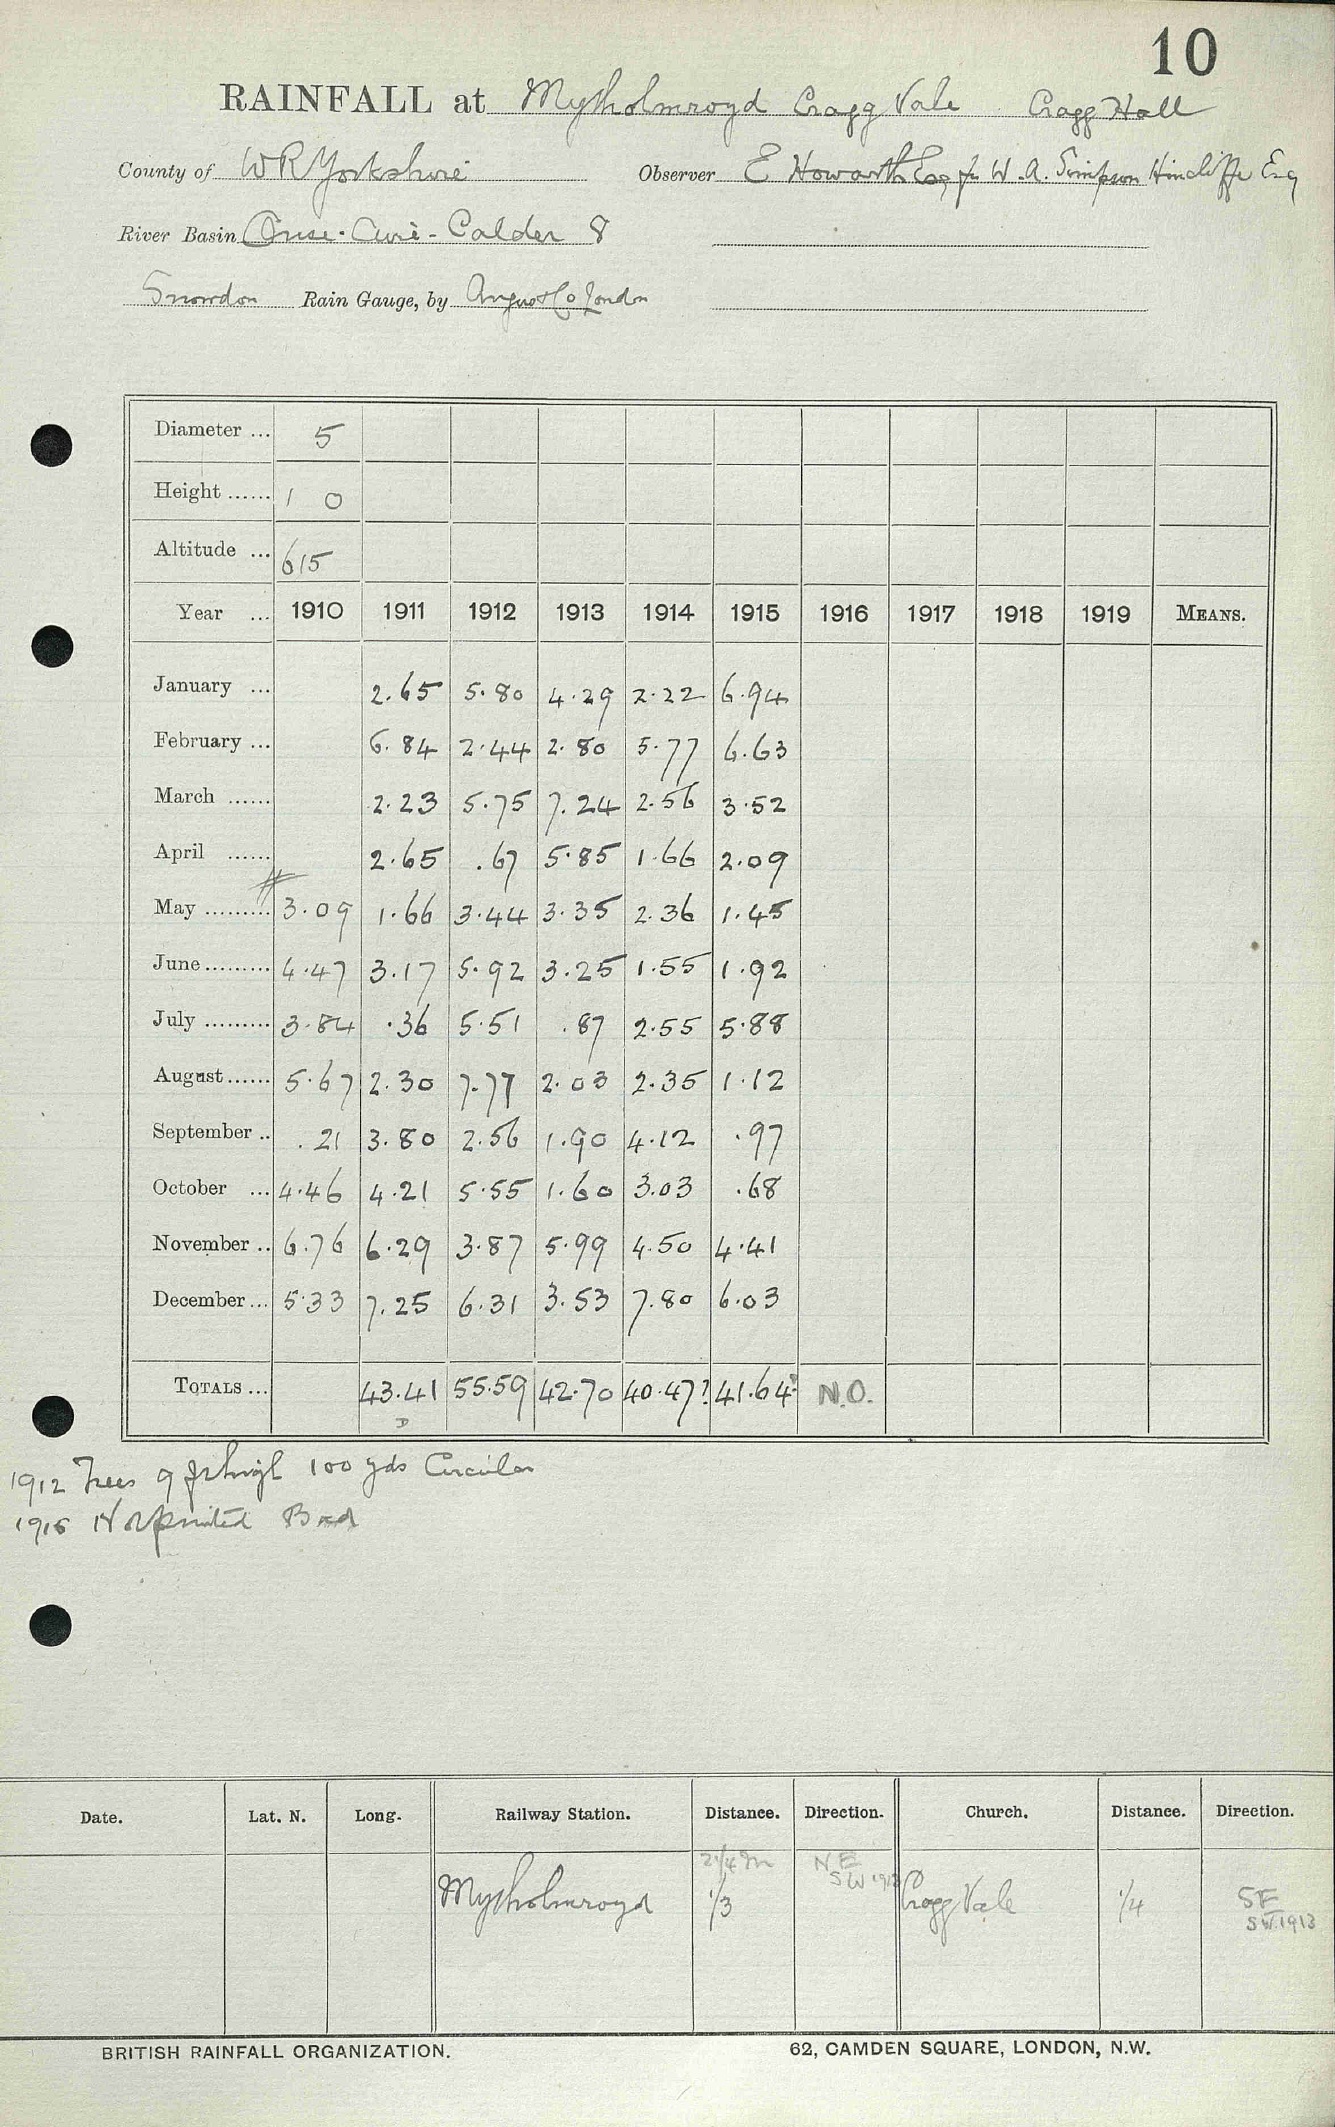 10
RAINFALL at Mytholmroyd Cragg Vale Cragg Hall
County of WR Yorkshire Observer E Howorth Esq for W. A. Simpson Hincliffe Esq
River Basin Ouse-Aire-Calder 8
Snowdon Rain Gauge, by Angus & Co London
Diameter ... 5
Height ...... 1 0
Altitude ... 615
Year ... 1910 1911 1912 1913 1914 1915 1916 1917 1918 1919 MEANS.
January ... 2.65 5.80 4.29 2.22 6.94
February ... 6.84 2.44 2.80 5.77 6.63
March ...... 2.23 5.75 7.24 2.56 3.52
April ...... 2.65 .67 5.85 1.66 2.09
May ......... 3.09 1.66 3.44 3.35 2.36 1.45
June ......... 4.47 3.17 5.92 3.25 1.55 1.92
July ......... 3.84 .36 5.51 .87 2.55 5.88
August ...... 5.67 2.30 7.77 2.03 2.35 1.12
September .. .21 3.80 2.56 1.90 4.12 .97
October ... 4.46 4.21 5.55 1.60 3.03 .68
November .. 6.76 6.29 3.87 5.99 4.50 4.41
December ... 5.33 7.25 6.31 3.53 7.80 6.03
TOTALS ... 43.41 55.59 42.70 40.47? 41.64? N.O.
D
1912 Trees 9 ft high 100 yds Circular
1915 Not printed Bad
Date. Lat. N. Long. Railway Station. Distance. Direction. Church. Distance. Direction.
2 1/4 m N E
SW 1913
Mytholmroyd 1/3 Cragg Vale 1/4 SE
SW 1913
BRITISH RAINFALL ORGANIZATION. 62, CAMDEN SQUARE, LONDON, N.W.